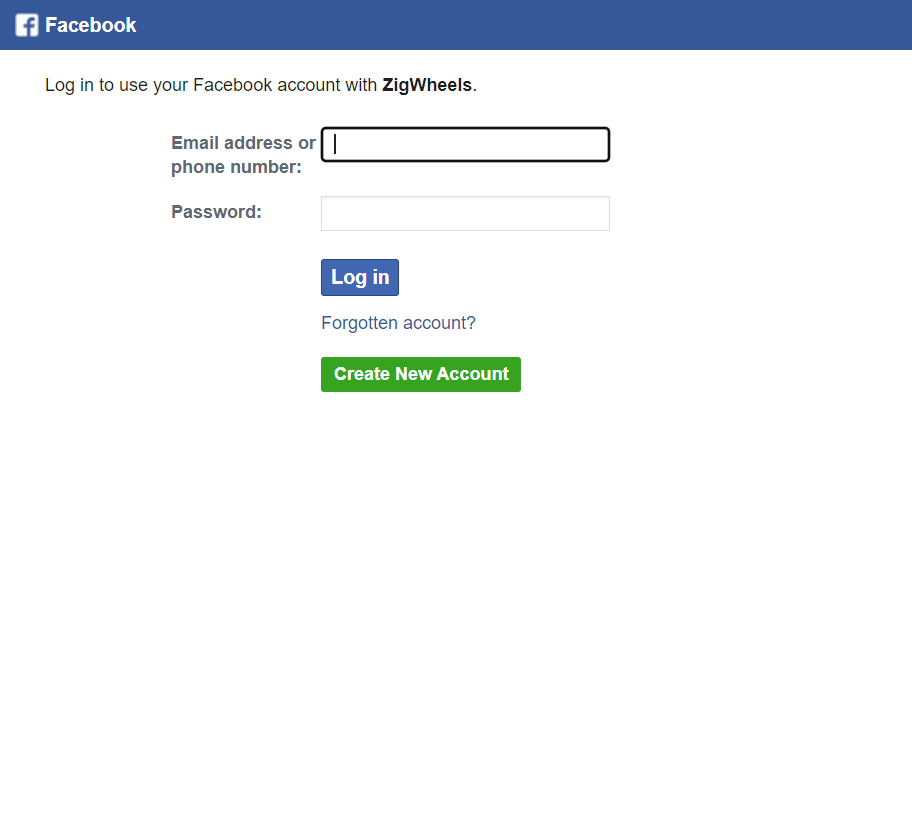 Facebook
Log in to use your Facebook account with ZigWheels.
Email address or
phone number:
Password:
Log in
Forgotten account?
Create New Account